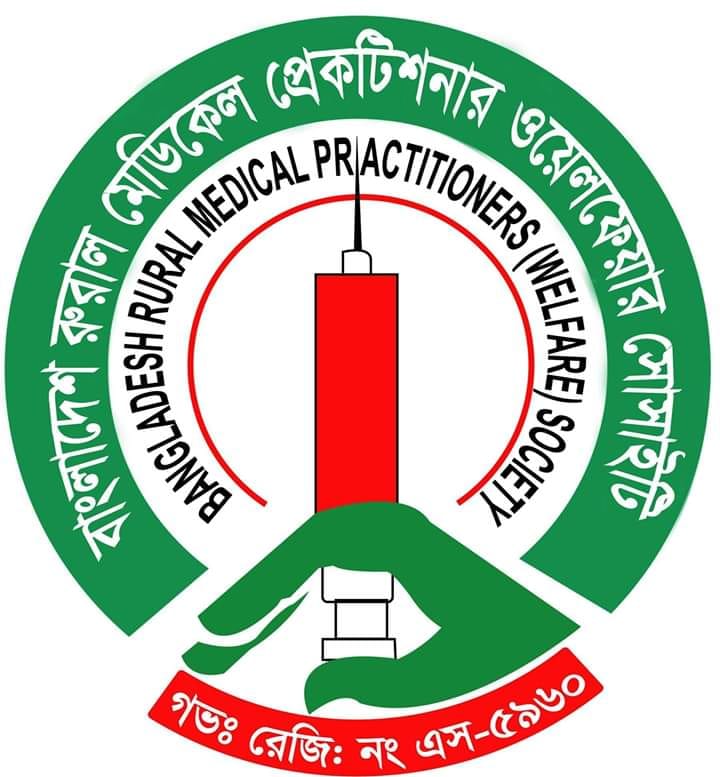 বাংলাদেশ রুরাল মেডিকেল প্রেকটিশনার ওয়েলফেয়ার সোসাইটি
BANGLADESH RURAL MEDICAL PRACTITIONERS (WELFARE) SOCIETY
গভঃ রেজি: নং এস-৫৯৬০